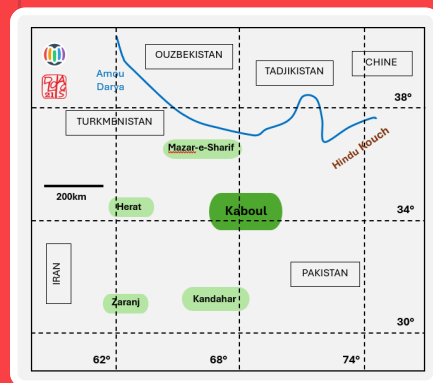 OUZBEKISTAN
CHINE
TADJIKISTAN
Amou
Darya
38°
TURKMENISTAN
Mazar-e-Sharif
Hindu Kouch
200km
Herat
Kaboul
34°
IRAN
PAKISTAN
Zaranj
Kandahar
30°
62°
68°
74°